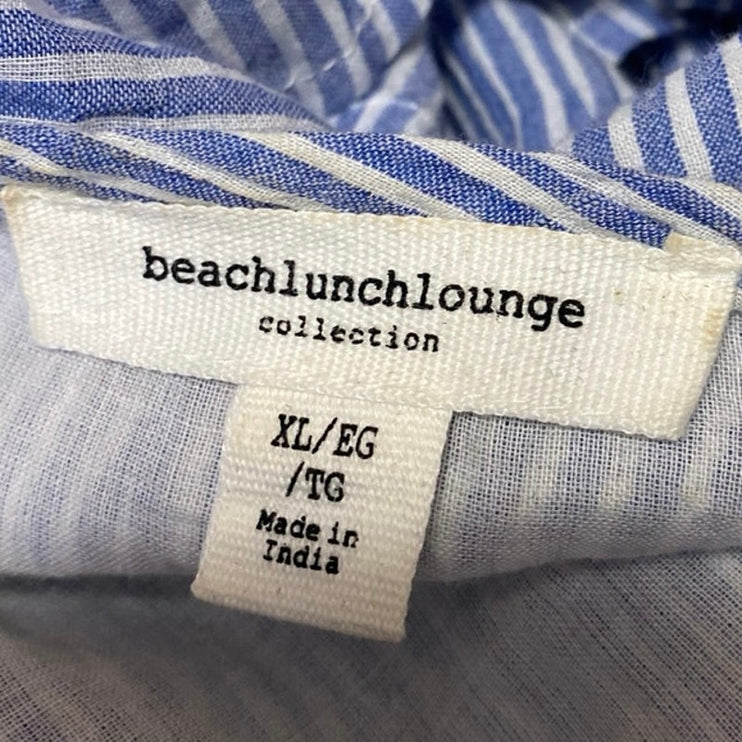 beachlunchlounge
collection
XL/EG
/TG
Made in
India